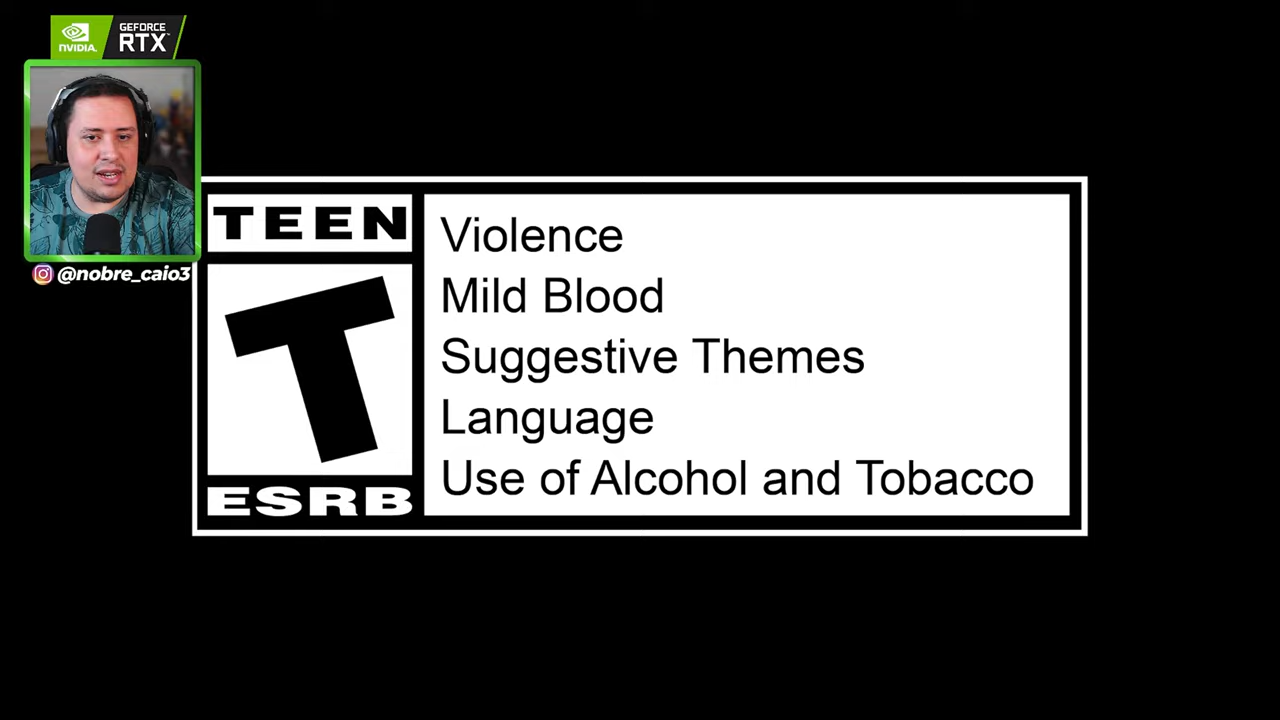 NVIDIA.
GEFORCE
RTX
@nobre_caio3
TEEN
T
ESRB
Violence
Mild Blood
Suggestive Themes
Language
Use of Alcohol and Tobacco